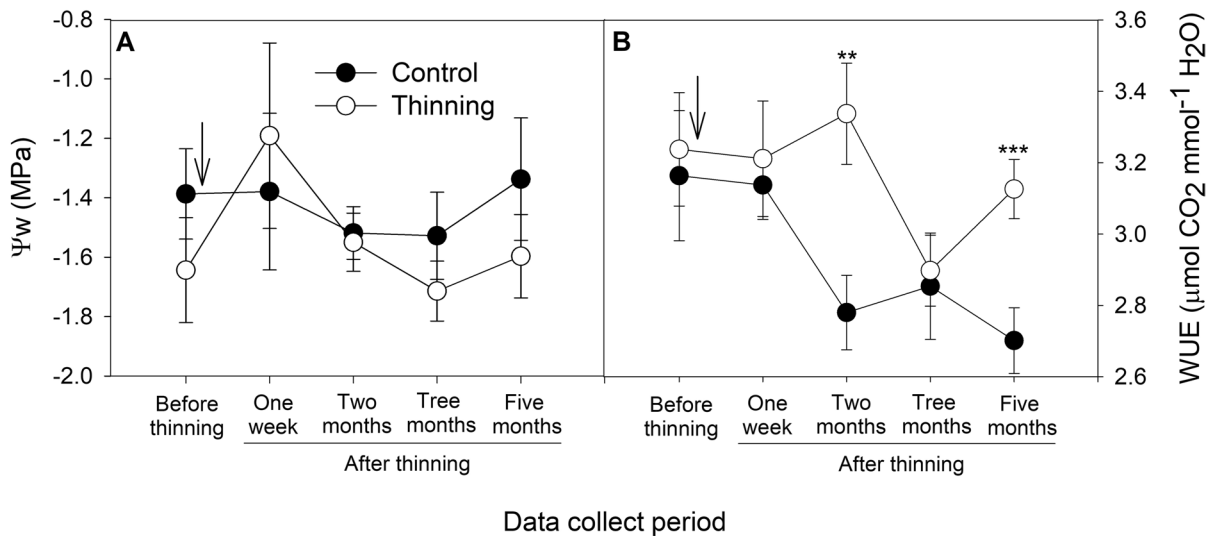 A
-0.8
-1.0
-1.2
-1.4
-1.6
-1.8
-2.0
Ψw (MPa)
Control
Thinning
Before
thinning
One
week
Two
months
Tree
months
Five
months
After thinning
B
**
***
3.6
3.4
3.2
3.0
2.8
2.6
WUE (μmol CO2 mmol-1 H2O)
Before
thinning
One
week
Two
months
Tree
months
Five
months
After thinning
Data collect period